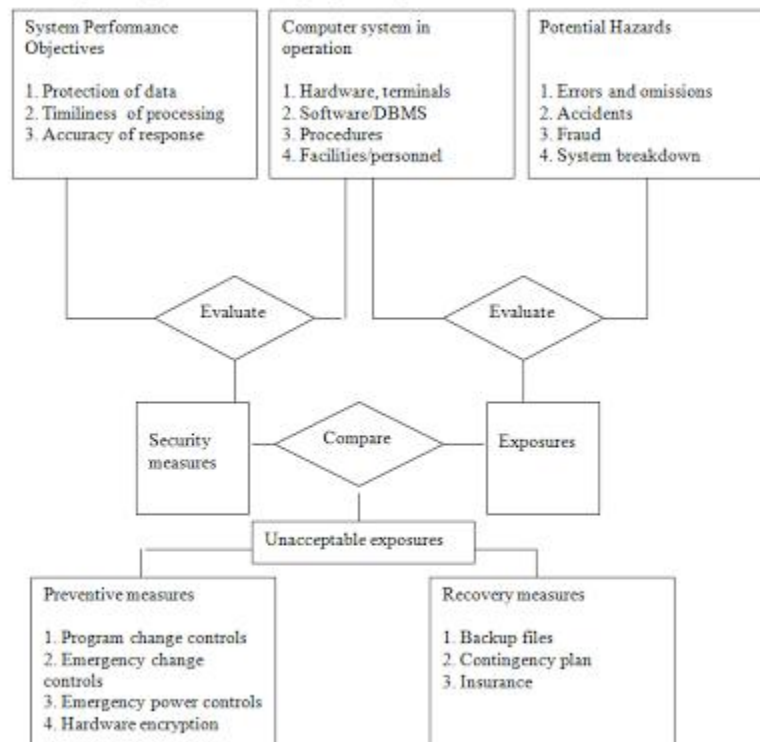 System Performance
Objectives
1. Protection of data
2. Timiliness of processing
3. Accuracy of response
Computer system in
operation
1. Hardware, terminals
2. Software/DBMS
3. Procedures
4. Facilities/personnel
Potential Hazards
1. Errors and omissions
2. Accidents
3. Fraud
4. System breakdown
Evaluate
Evaluate
Security
measures
Compare
Exposures
Unacceptable exposures
Preventive measures
1. Program change controls
2. Emergency change
controls
3. Emergency power controls
4. Hardware encryption
Recovery measures
1. Backup files
2. Contingency plan
3. Insurance